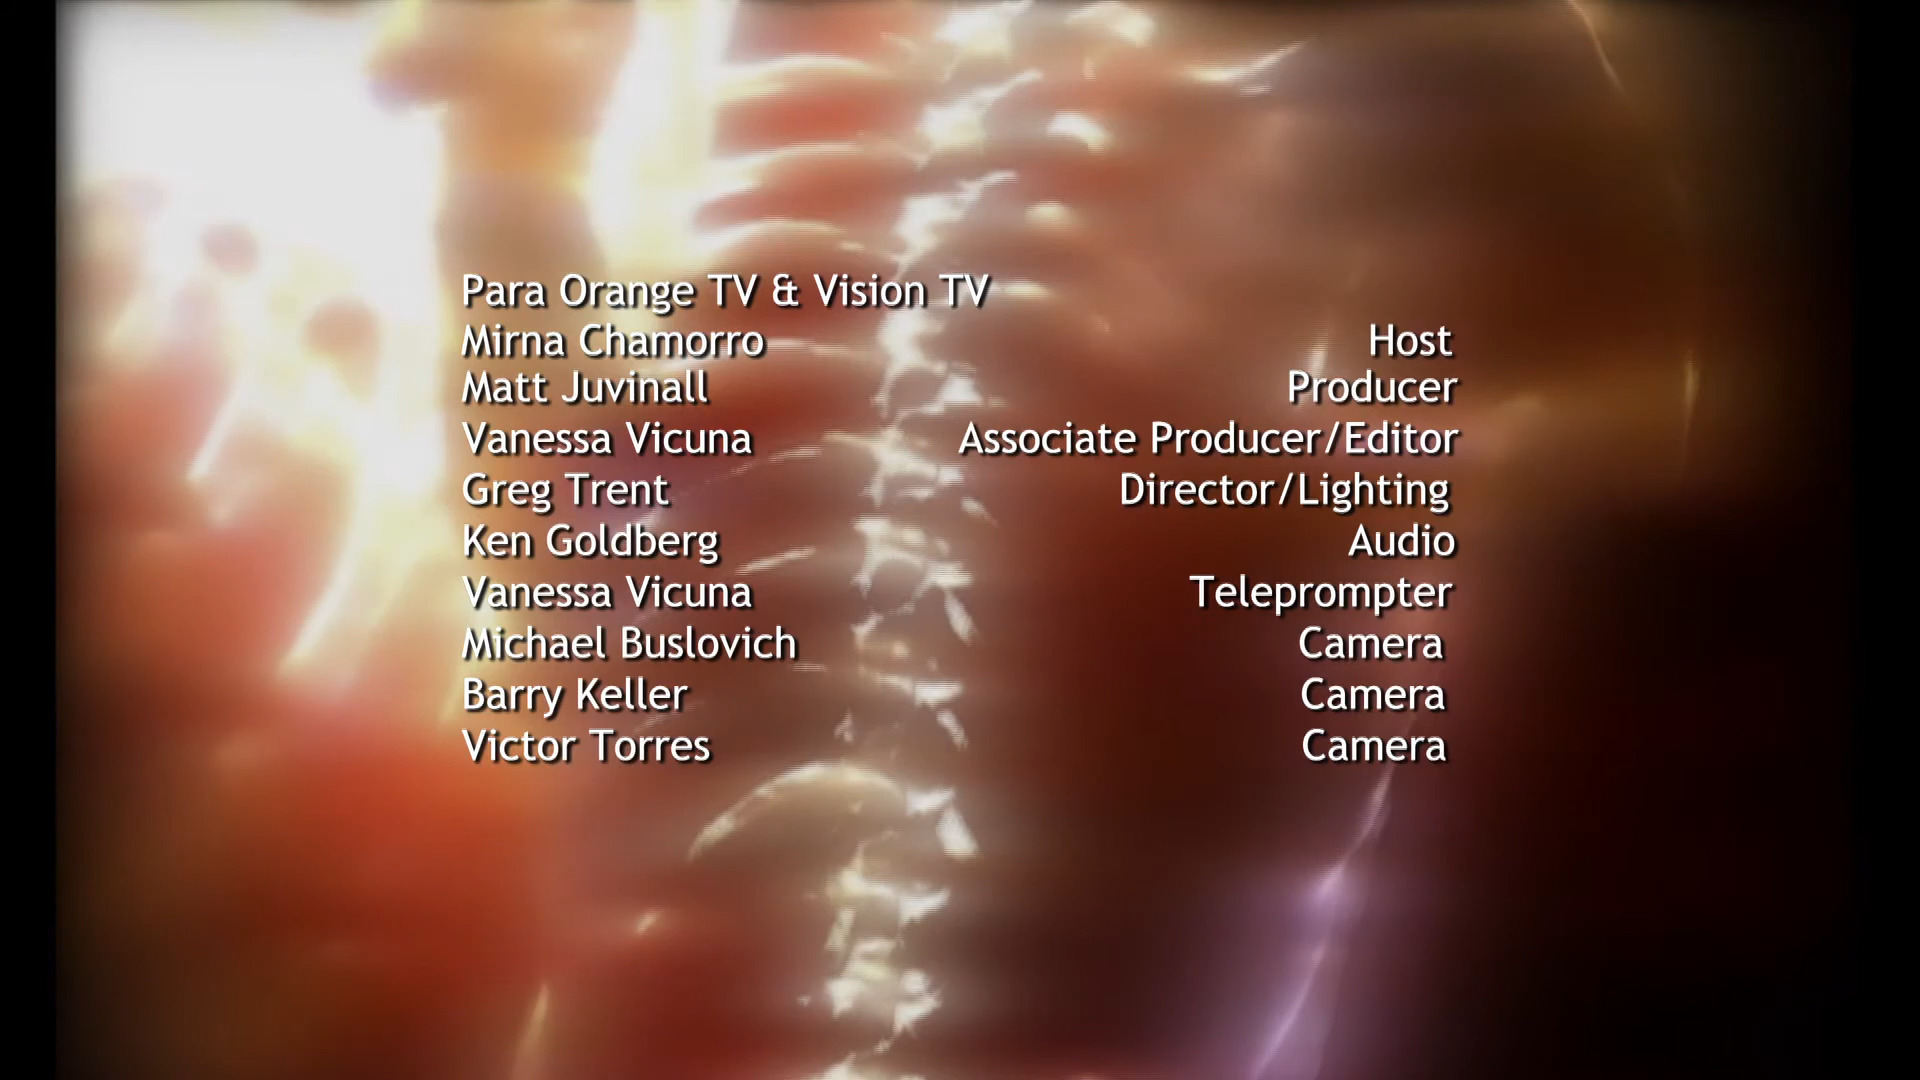 Para Orange TV & Vision TV
Mirna Chamorro Host
Matt Juvinall Producer
Vanessa Vicuna Associate Producer/Editor
Greg Trent Director/Lighting
Ken Goldberg Audio
Vanessa Vicuna Teleprompter
Michael Buslovich Camera
Barry Keller Camera
Victor Torres Camera